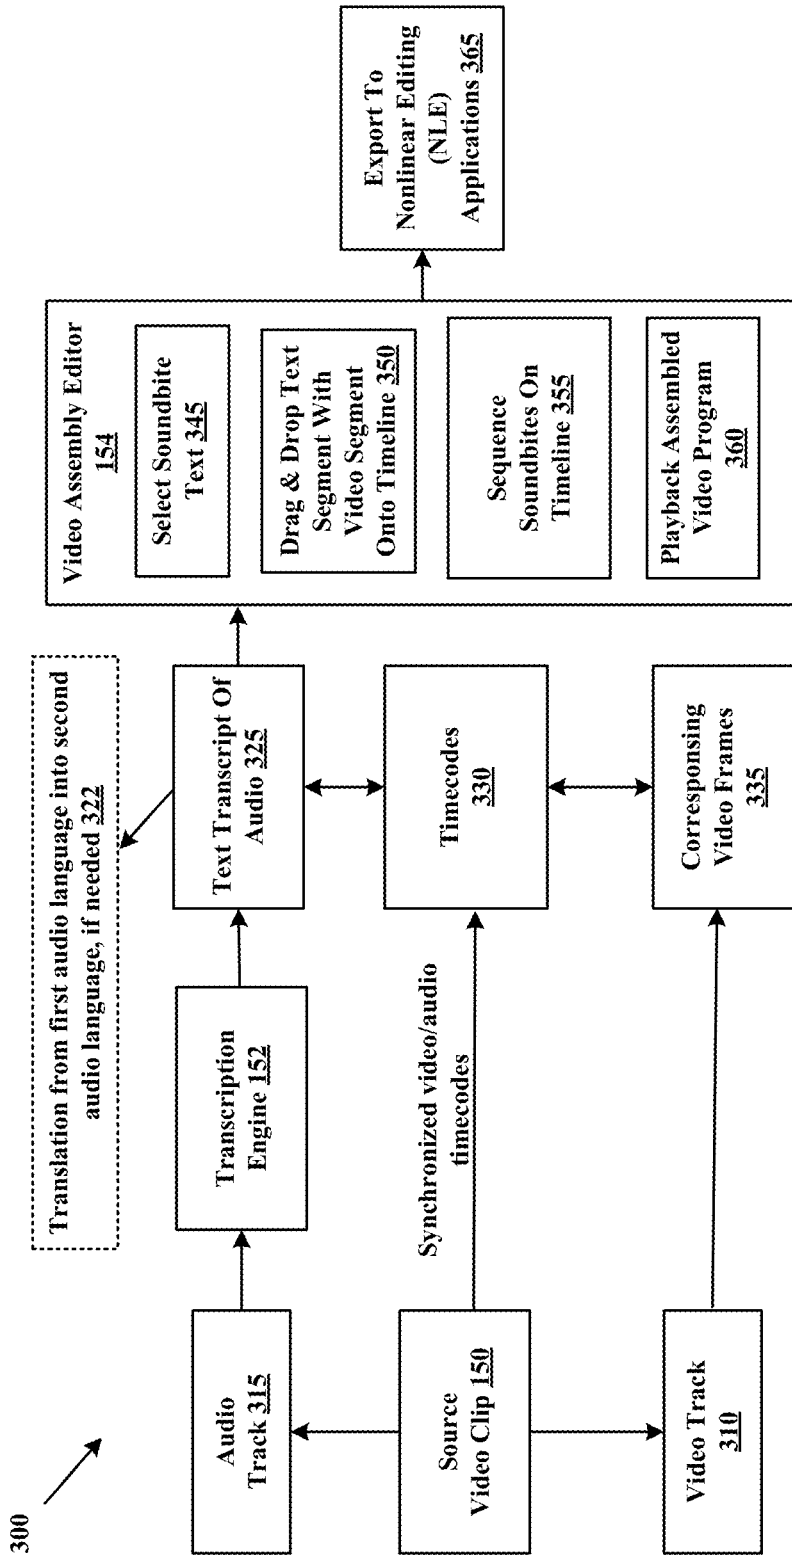 300
Translation from first audio language into second
audio language, if needed 322
Audio
Track 315
Transcription
Engine 152
Text Transcript Of
Audio 325
Source
Video Clip 150
Synchronized video/audio
timecodes
Timecodes
330
Video Track
310
Corresponsing
Video Frames
335
Video Assembly Editor
154
Select Soundbite
Text 345
Drag & Drop Text
Segment With
Video Segment
Onto Timeline 350
Sequence
Soundbites On
Timeline 355
Playback Assembled
Video Program
360
Export To
Nonlinear Editing
(NLE)
Applications 365